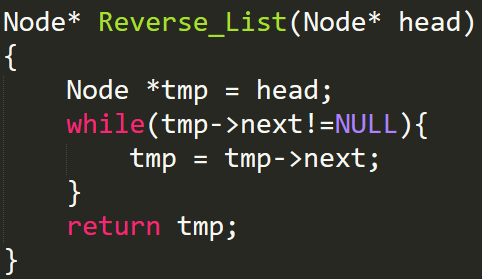 Node* Reverse_List(Node* head)
{
    Node *tmp = head;
    while(tmp->next!=NULL){
        tmp = tmp->next;
    }
    return tmp;
}